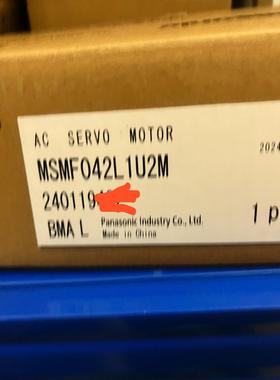 AC SERVO MOTOR
2024
MSMF042L1U2M
240119
Panasonic Industry Co., Ltd.
1 p
BMA L
Made in China